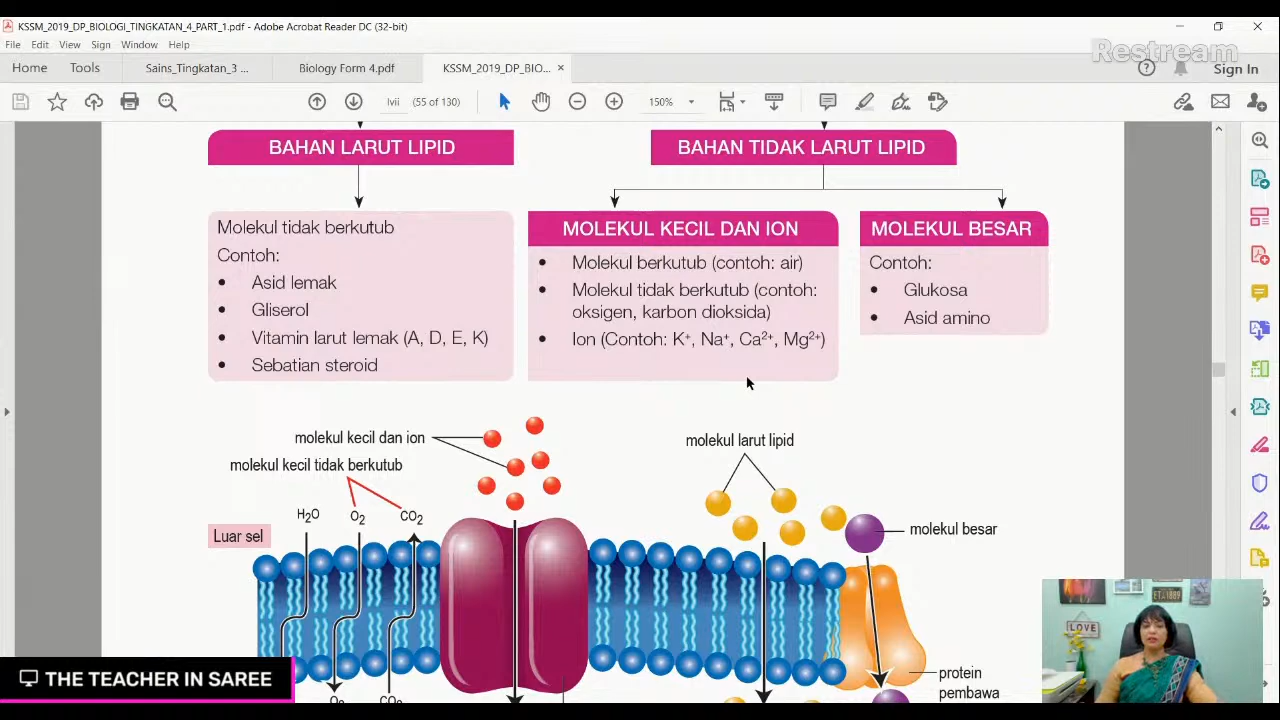 KSSM_2019_DP_BIOLOGI_TINGKATAN_4_PART_1.pdf - Adobe Acrobat Reader DC (32-bit)
File Edit View Sign Window Help
Restream
Home Tools Sains_Tingkatan_3 ... Biology Form 4.pdf KSSM_2019_DP_BIO... × Sign In
lvii (55 of 130) 150%
BAHAN LARUT LIPID
BAHAN TIDAK LARUT LIPID
Molekul tidak berkutub
Contoh:
• Asid lemak
• Gliserol
• Vitamin larut lemak (A, D, E, K)
• Sebatian steroid
MOLEKUL KECIL DAN ION
• Molekul berkutub (contoh: air)
• Molekul tidak berkutub (contoh:
oksigen, karbon dioksida)
• Ion (Contoh: K⁺, Na⁺, Ca²⁺, Mg²⁺)
MOLEKUL BESAR
Contoh:
• Glukosa
• Asid amino
molekul kecil dan ion
molekul kecil tidak berkutub
molekul larut lipid
H₂O O₂ CO₂
Luar sel
molekul besar
protein
pembawa
O₂ CO₂
LOVE
THE TEACHER IN SAREE